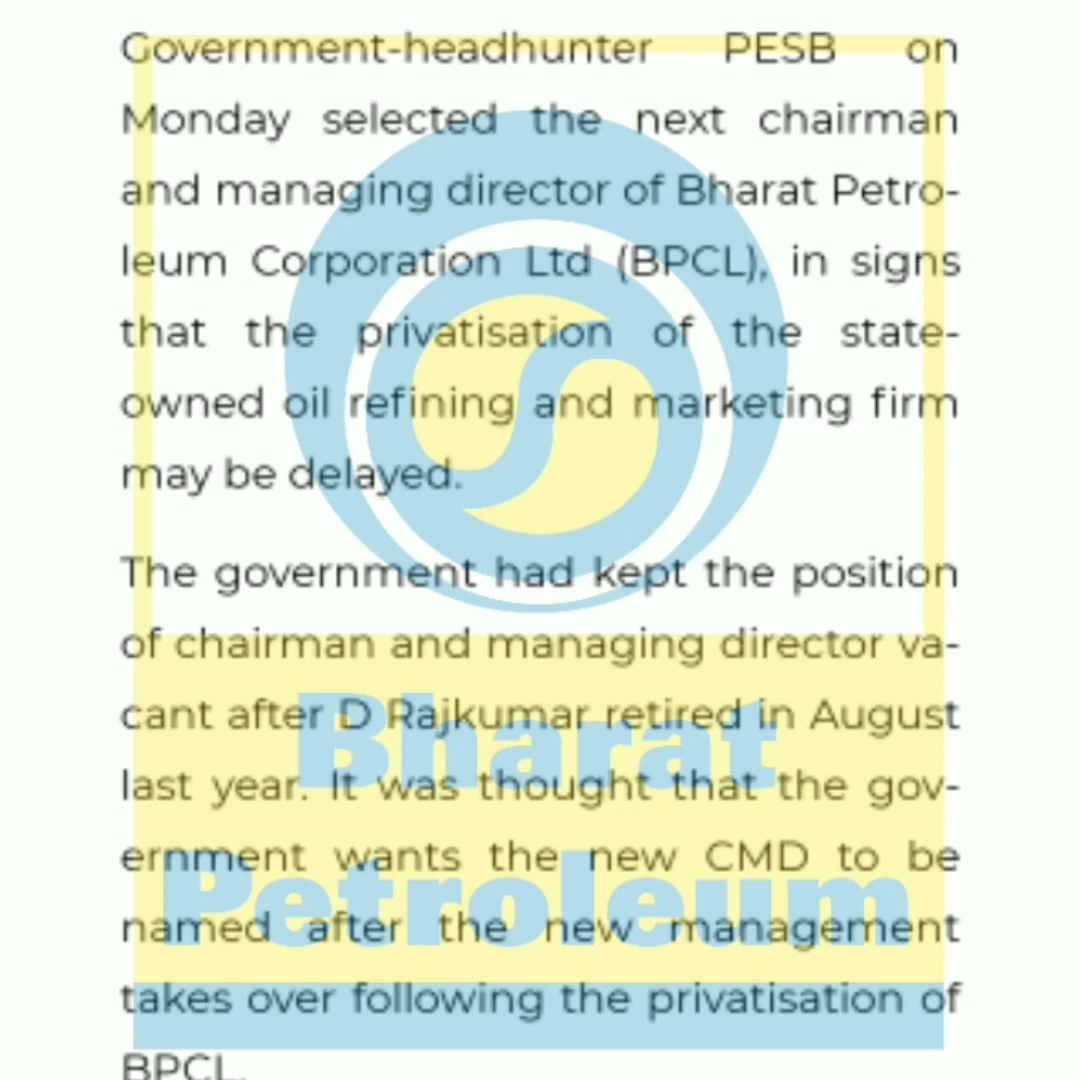 Government-headhunter PESB on
Monday selected the next chairman
and managing director of Bharat Petro-
leum Corporation Ltd (BPCL), in signs
that the privatisation of the state-
owned oil refining and marketing firm
may be delayed.
The government had kept the position
of chairman and managing director va-
cant after D Rajkumar retired in August
last year. It was thought that the gov-
ernment wants the new CMD to be
named after the new management
takes over following the privatisation of
BPCL.
Bharat
Petroleum